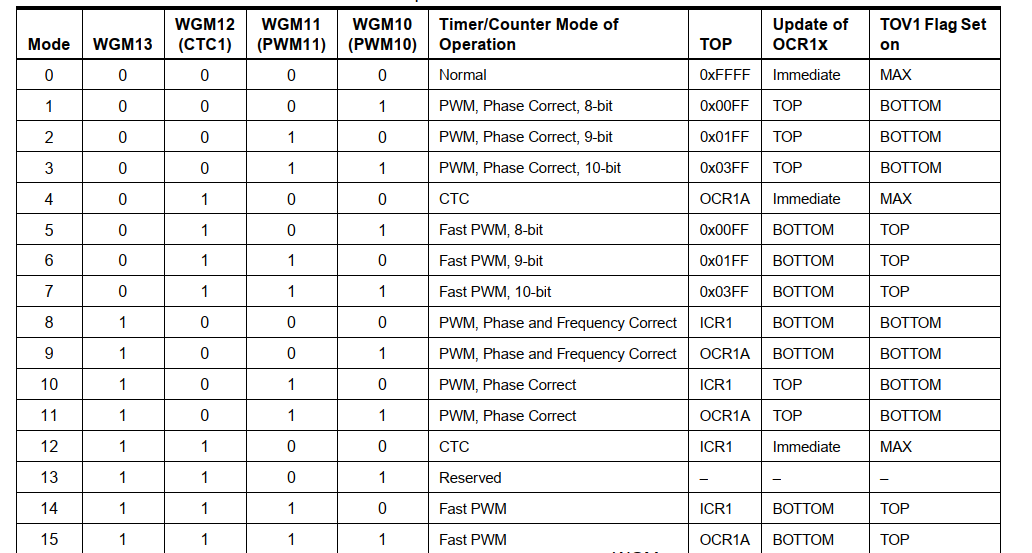 Mode WGM13 WGM12 (CTC1) WGM11 (PWM11) WGM10 (PWM10) Timer/Counter Mode of Operation TOP Update of OCR1x TOV1 Flag Set on
0 0 0 0 0 Normal 0xFFFF Immediate MAX
1 0 0 0 1 PWM, Phase Correct, 8-bit 0x00FF TOP BOTTOM
2 0 0 1 0 PWM, Phase Correct, 9-bit 0x01FF TOP BOTTOM
3 0 0 1 1 PWM, Phase Correct, 10-bit 0x03FF TOP BOTTOM
4 0 1 0 0 CTC OCR1A Immediate MAX
5 0 1 0 1 Fast PWM, 8-bit 0x00FF BOTTOM TOP
6 0 1 1 0 Fast PWM, 9-bit 0x01FF BOTTOM TOP
7 0 1 1 1 Fast PWM, 10-bit 0x03FF BOTTOM TOP
8 1 0 0 0 PWM, Phase and Frequency Correct ICR1 BOTTOM BOTTOM
9 1 0 0 1 PWM, Phase and Frequency Correct OCR1A BOTTOM BOTTOM
10 1 0 1 0 PWM, Phase Correct ICR1 TOP BOTTOM
11 1 0 1 1 PWM, Phase Correct OCR1A TOP BOTTOM
12 1 1 0 0 CTC ICR1 Immediate MAX
13 1 1 0 1 Reserved – – –
14 1 1 1 0 Fast PWM ICR1 BOTTOM TOP
15 1 1 1 1 Fast PWM OCR1A BOTTOM TOP